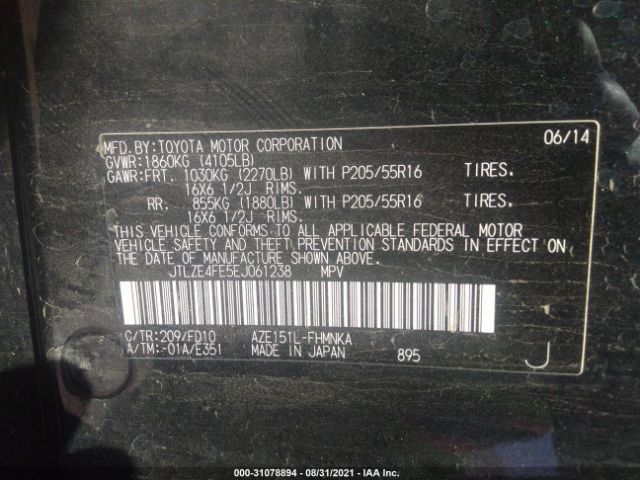 MFD.BY:TOYOTA MOTOR CORPORATION 06/14
GVWR:1860KG (4105LB)
GAWR:FRT. 1030KG (2270LB) WITH P205/55R16 TIRES.
16X6 1/2J RIMS.
RR. 855KG (1880LB) WITH P205/55R16 TIRES.
16X6 1/2J RIMS.
THIS VEHICLE CONFORMS TO ALL APPLICABLE FEDERAL MOTOR
VEHICLE SAFETY AND THEFT PREVENTION STANDARDS IN EFFECT ON
THE DATE OF MANUFACTURE SHOWN ABOVE.
JTLZE4FE5EJ061238 MPV
C/TR:209/FD10 AZE151L-FHMNKA
A/TM:-01A/E351 MADE IN JAPAN 895 J
000-31078894 - 08/31/2021 - IAA Inc.